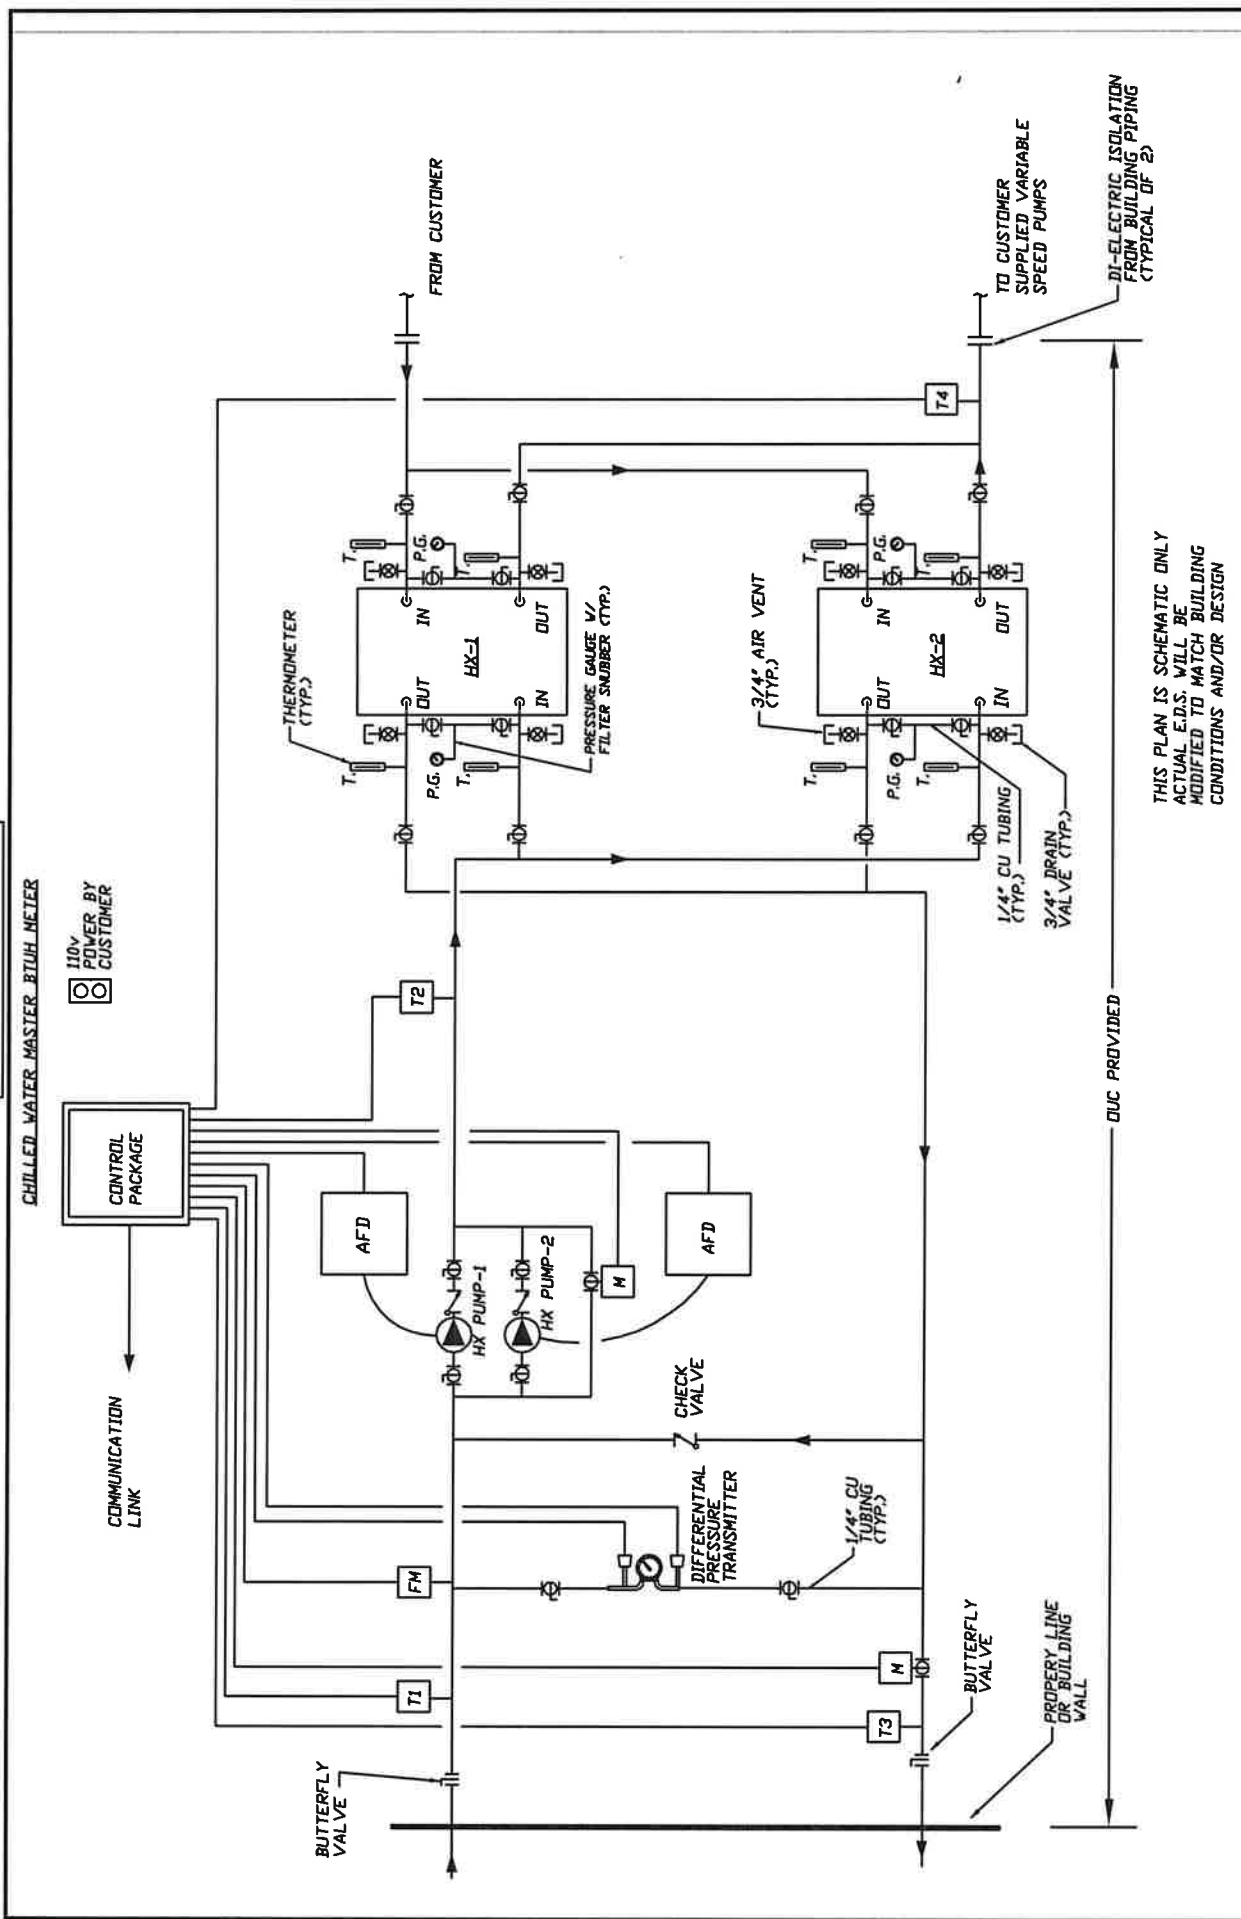 CHILLED WATER MASTER BTUH METER
110v
POWER BY
CUSTOMER
CONTROL
PACKAGE
COMMUNICATION
LINK
AFD
T2
THERMOMETER
(TYP.)
FROM CUSTOMER
T.
P.G.
T.
T.
P.G.
T.
OUT
IN
HX-1
IN
OUT
PRESSURE GAUGE W/
FILTER SNUBBER (TYP.)
BUTTERFLY
VALVE
T1
FM
HX PUMP-1
HX PUMP-2
M
AFD
CHECK
VALVE
DIFFERENTIAL
PRESSURE
TRANSMITTER
1/4" CU
TUBING
(TYP.)
3/4" AIR VENT
(TYP.)
T.
P.G.
T.
T.
P.G.
T.
OUT
IN
HX-2
IN
OUT
T4
TO CUSTOMER
SUPPLIED VARIABLE
SPEED PUMPS
T3
M
BUTTERFLY
VALVE
1/4" CU TUBING
(TYP.)
3/4" DRAIN
VALVE (TYP.)
PROPERY LINE
OR BUILDING
WALL
OUC PROVIDED
DI-ELECTRIC ISOLATION
FROM BUILDING PIPING
(TYPICAL OF 2)
THIS PLAN IS SCHEMATIC ONLY
ACTUAL E.D.S. WILL BE
MODIFIED TO MATCH BUILDING
CONDITIONS AND/OR DESIGN